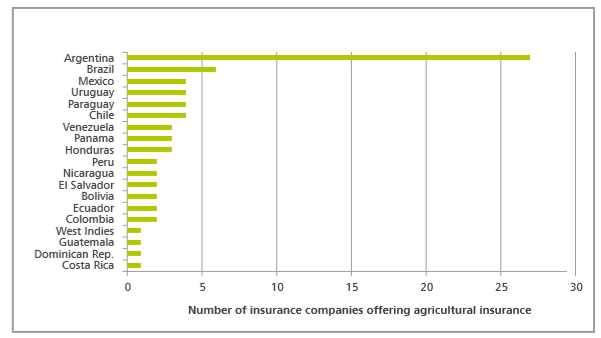 Argentina
Brazil
Mexico
Uruguay
Paraguay
Chile
Venezuela
Panama
Honduras
Peru
Nicaragua
El Salvador
Bolivia
Ecuador
Colombia
West Indies
Guatemala
Dominican Rep.
Costa Rica
0 5 10 15 20 25 30
Number of insurance companies offering agricultural insurance